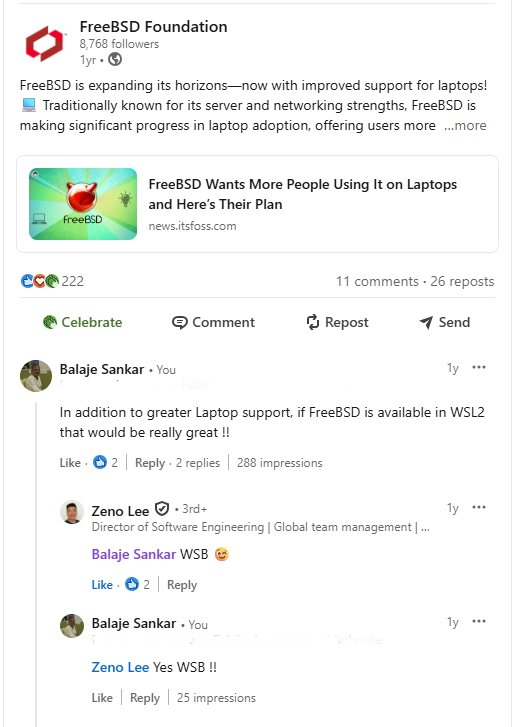 FreeBSD Foundation
8,768 followers
1yr •
FreeBSD is expanding its horizons—now with improved support for laptops!
💻 Traditionally known for its server and networking strengths, FreeBSD is
making significant progress in laptop adoption, offering users more ...more
FreeBSD
FreeBSD Wants More People Using It on Laptops
and Here's Their Plan
news.itsfoss.com
222 11 comments • 26 reposts
Celebrate Comment Repost Send
Balaje Sankar • You 1y •••
In addition to greater Laptop support, if FreeBSD is available in WSL2
that would be really great !!
Like • 2 | Reply • 2 replies | 288 impressions
Zeno Lee • 3rd+ 1y •••
Director of Software Engineering | Global team management | ...
Balaje Sankar WSB 😄
Like • 2 | Reply
Balaje Sankar • You 1y •••
Zeno Lee Yes WSB !!
Like | Reply | 25 impressions